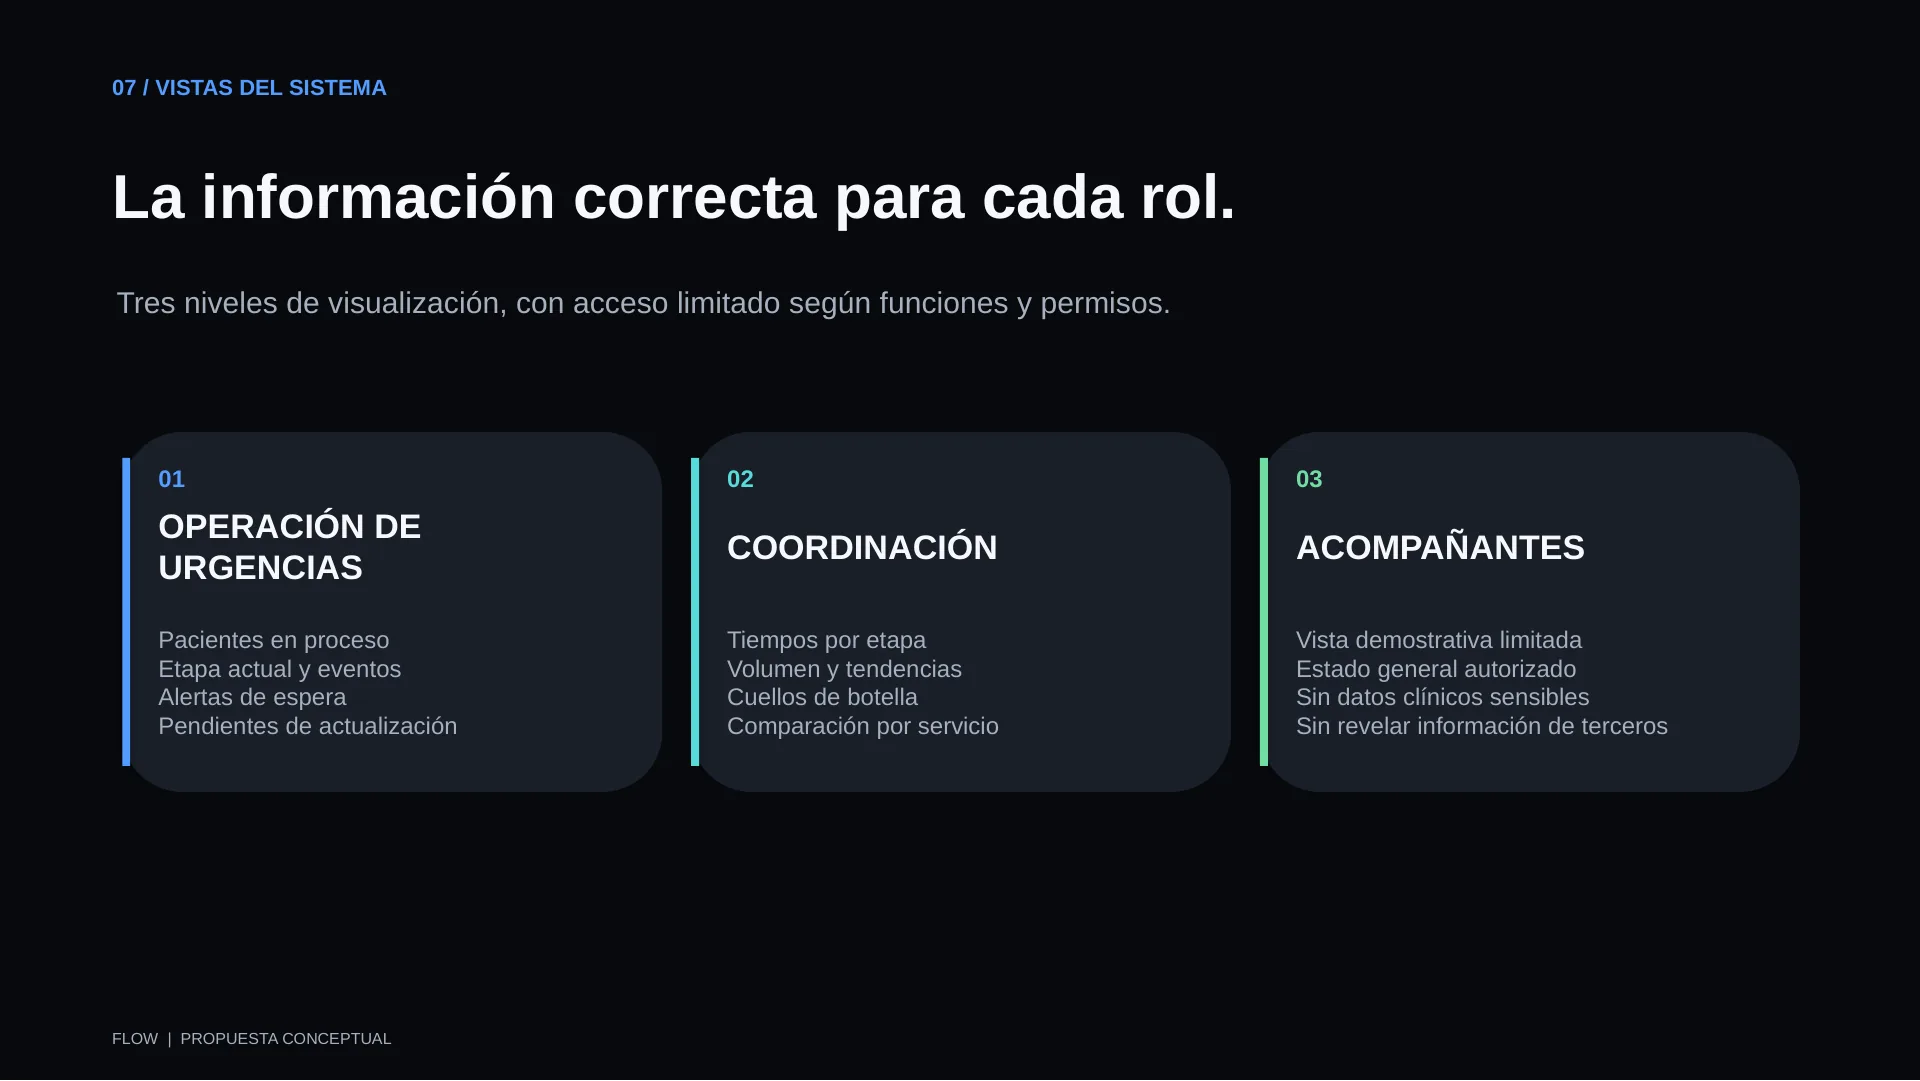 07 / VISTAS DEL SISTEMA
La información correcta para cada rol.
Tres niveles de visualización, con acceso limitado según funciones y permisos.
01
OPERACIÓN DE
URGENCIAS
Pacientes en proceso
Etapa actual y eventos
Alertas de espera
Pendientes de actualización
02
COORDINACIÓN
Tiempos por etapa
Volumen y tendencias
Cuellos de botella
Comparación por servicio
03
ACOMPAÑANTES
Vista demostrativa limitada
Estado general autorizado
Sin datos clínicos sensibles
Sin revelar información de terceros
FLOW | PROPUESTA CONCEPTUAL